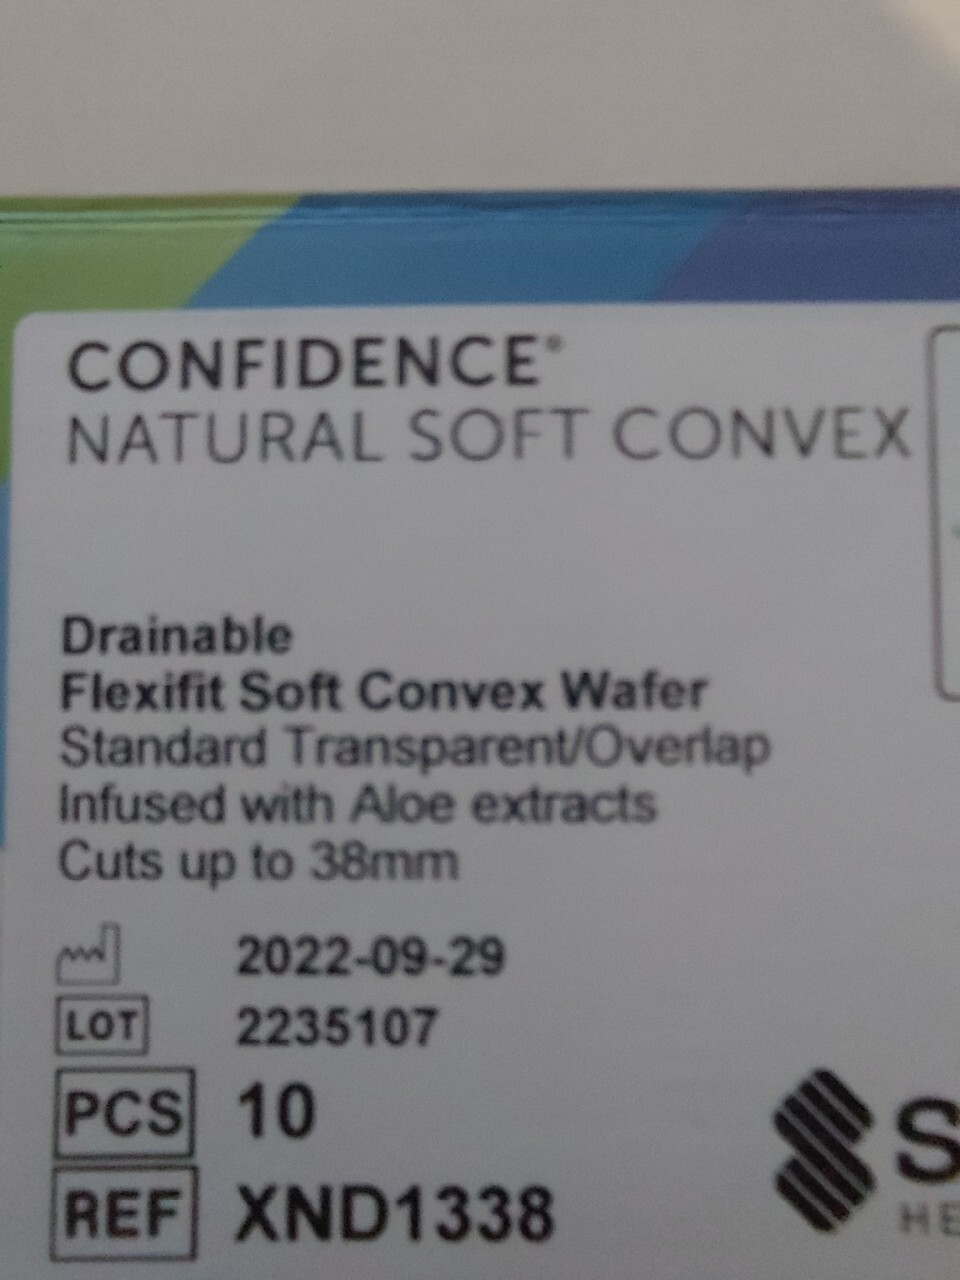 CONFIDENCE®
NATURAL SOFT CONVEX
Drainable
Flexifit Soft Convex Wafer
Standard Transparent/Overlap
Infused with Aloe extracts
Cuts up to 38mm
2022-09-29
LOT 2235107
PCS 10
REF XND1338
S
HE